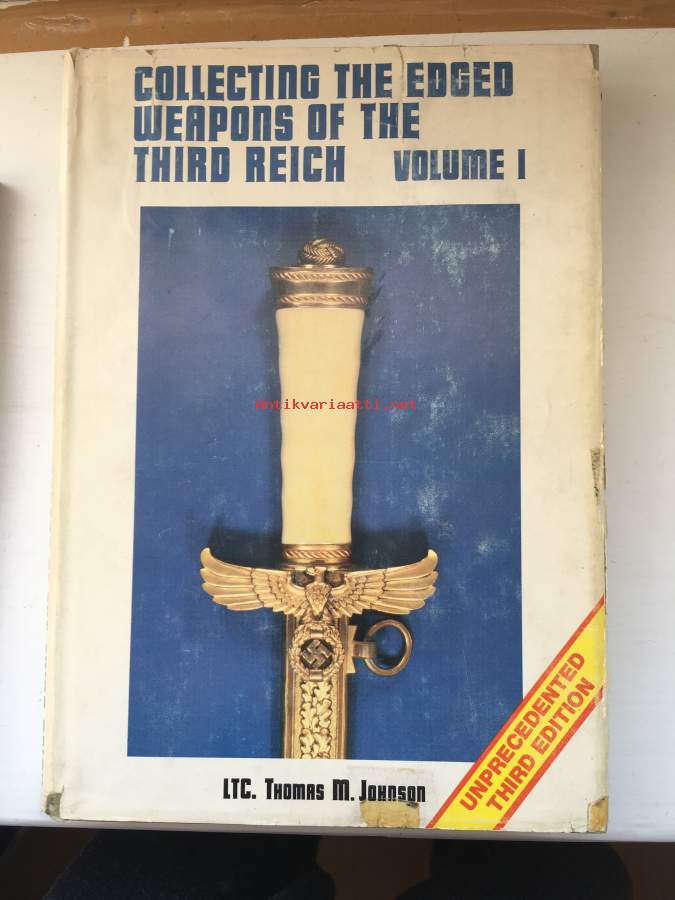 COLLECTING THE EDGED
WEAPONS OF THE
THIRD REICH VOLUME I
Antikvariaatti.net
UNPRECEDENTED
THIRD EDITION
LTC. THOMAS M. JOHNSON